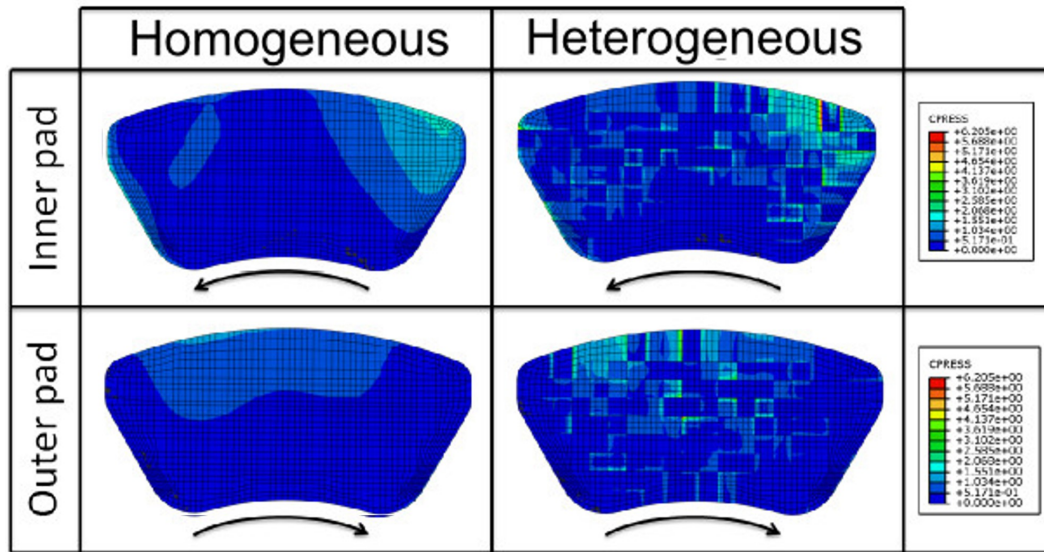 Homogeneous
Heterogeneous
Inner pad
CPRESS
+6.205e+00
+5.688e+00
+5.171e+00
+4.654e+00
+4.137e+00
+3.619e+00
+3.102e+00
+2.585e+00
+2.068e+00
+1.551e+00
+1.034e+00
+5.171e-01
+0.000e+00
Outer pad
CPRESS
+6.205e+00
+5.688e+00
+5.171e+00
+4.654e+00
+4.137e+00
+3.619e+00
+3.102e+00
+2.585e+00
+2.068e+00
+1.551e+00
+1.034e+00
+5.171e-01
+0.000e+00